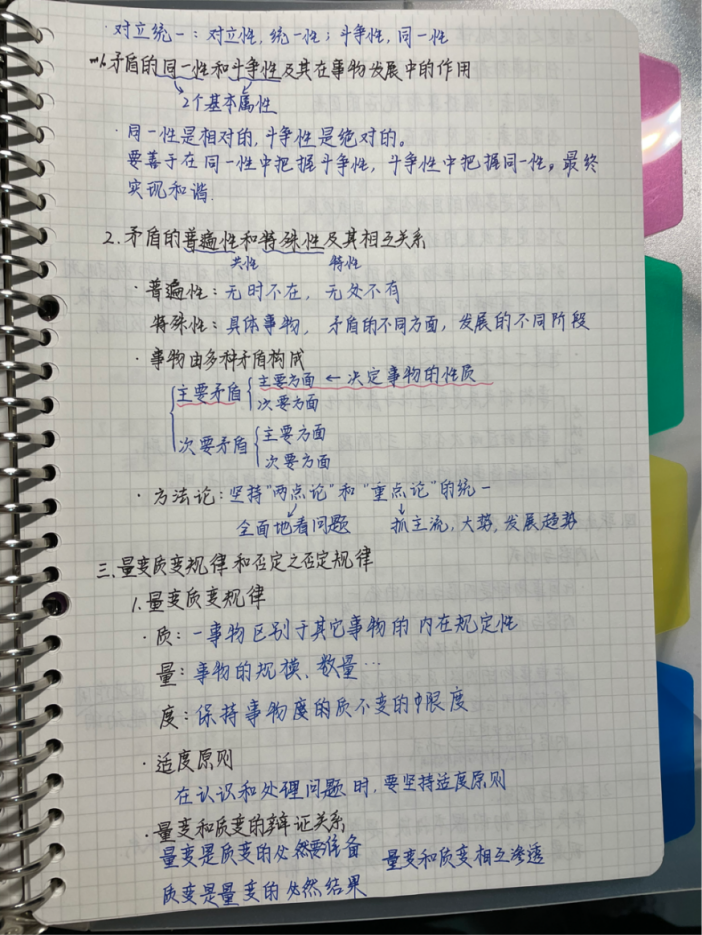 · 对立统一：对立性，统一性；斗争性，同一性
矛盾的同一性和斗争性及其在事物发展中的作用
2个基本属性
· 同一性是相对的，斗争性是绝对的。
要善于在同一性中把握斗争性，斗争性中把握同一性。最终
实现和谐.
2. 矛盾的普遍性和特殊性及其相互关系
共性 特性
· 普遍性：无时不在，无处不有
特殊性：具体事物，矛盾的不同方面，发展的不同阶段
· 事物由多种矛盾构成
主要矛盾 主要方面 ← 决定事物的性质
次要方面
次要矛盾 主要方面
次要方面
· 方法论：坚持"两点论"和"重点论"的统一
全面地看问题 抓主流，大势，发展趋势
三.量变质变规律和否定之否定规律
1.量变质变规律
· 质：一事物区别于其它事物的内在规定性
量：事物的规模、数量…
度：保持事物度的质不变的限度
· 适度原则
在认识和处理问题时，要坚持适度原则
· 量变和质变的辩证关系
量变是质变的必然准备 量变和质变相互渗透
质变是量变的必然结果